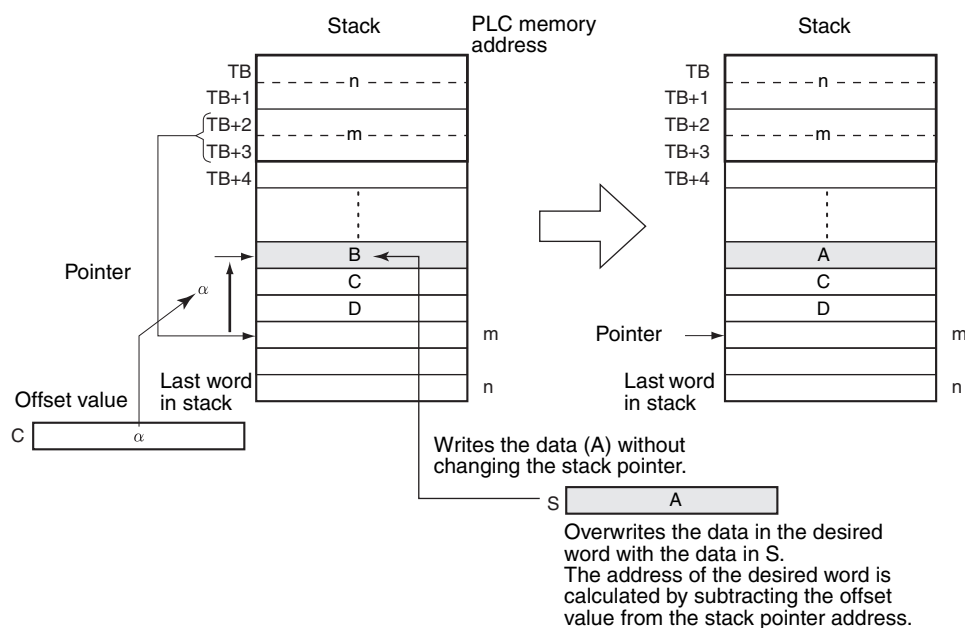 Stack
PLC memory
address
TB
n
TB+1
TB+2
m
TB+3
TB+4
B
Pointer
α
C
D
m
Last word
in stack
n
Offset value
C
α
Writes the data (A) without
changing the stack pointer.
S
A
Overwrites the data in the desired
word with the data in S.
The address of the desired word is
calculated by subtracting the offset
value from the stack pointer address.
Stack
TB
n
TB+1
TB+2
m
TB+3
TB+4
A
C
D
Pointer
m
Last word
in stack
n